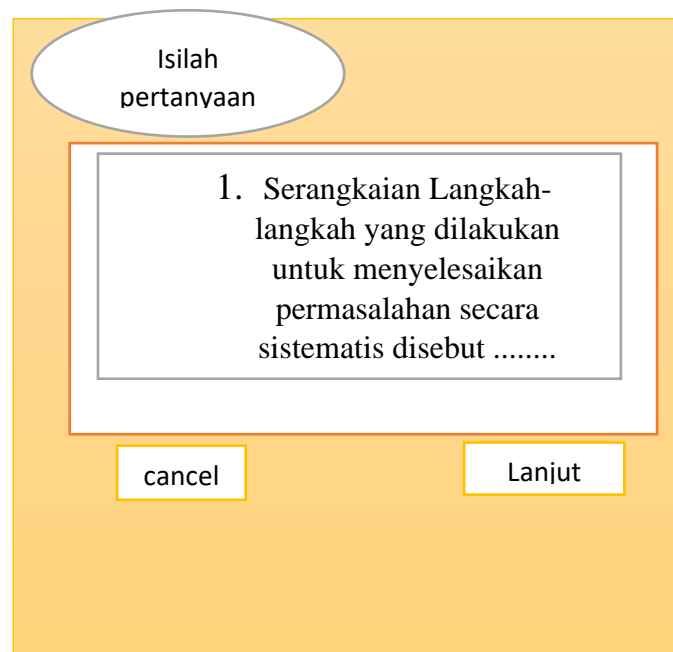 Isilah
pertanyaan
1. Serangkaian Langkah-
langkah yang dilakukan
untuk menyelesaikan
permasalahan secara
sistematis disebut ........
cancel
Lanjut